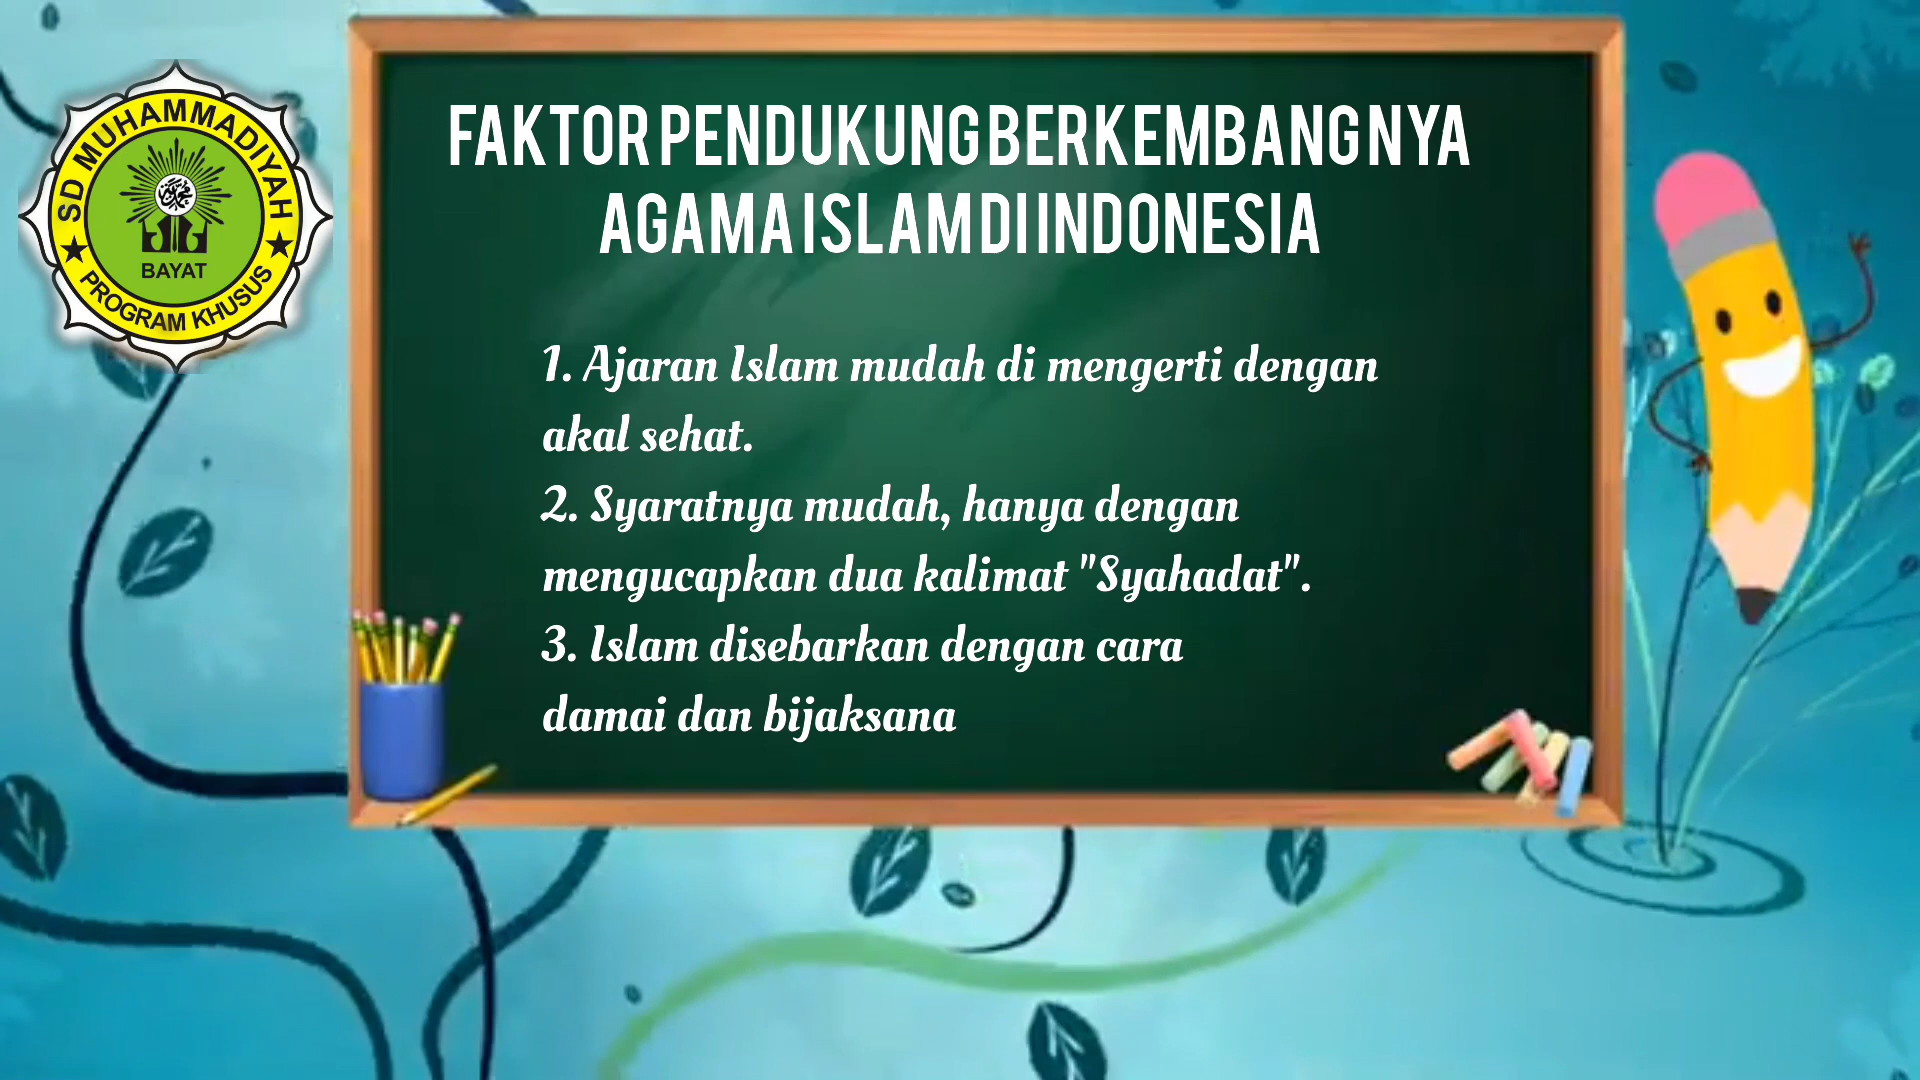 SD MUHAMMADIYAH
BAYAT
PROGRAM KHUSUS
FAKTOR PENDUKUNG BERKEMBANGNYA
AGAMA ISLAM DI INDONESIA
1. Ajaran Islam mudah di mengerti dengan
akal sehat.
2. Syaratnya mudah, hanya dengan
mengucapkan dua kalimat "Syahadat".
3. Islam disebarkan dengan cara
damai dan bijaksana